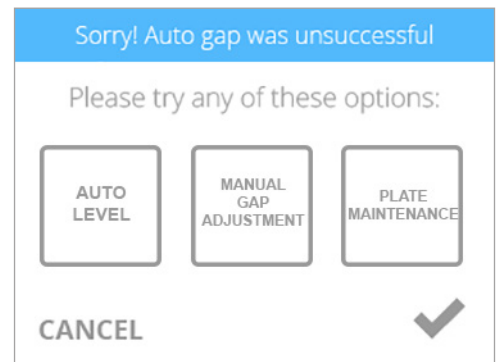 Sorry! Auto gap was unsuccessful
Please try any of these options:
AUTO
LEVEL
MANUAL
GAP
ADJUSTMENT
PLATE
MAINTENANCE
CANCEL